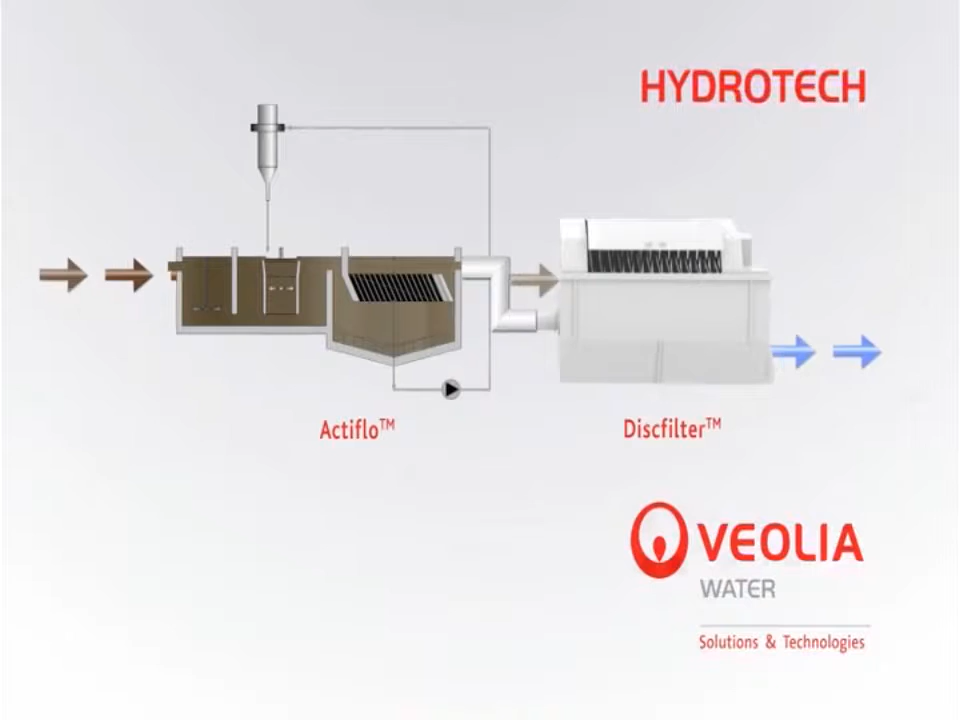 HYDROTECH
Actiflo™
Discfilter™
VEOLIA
WATER
Solutions & Technologies